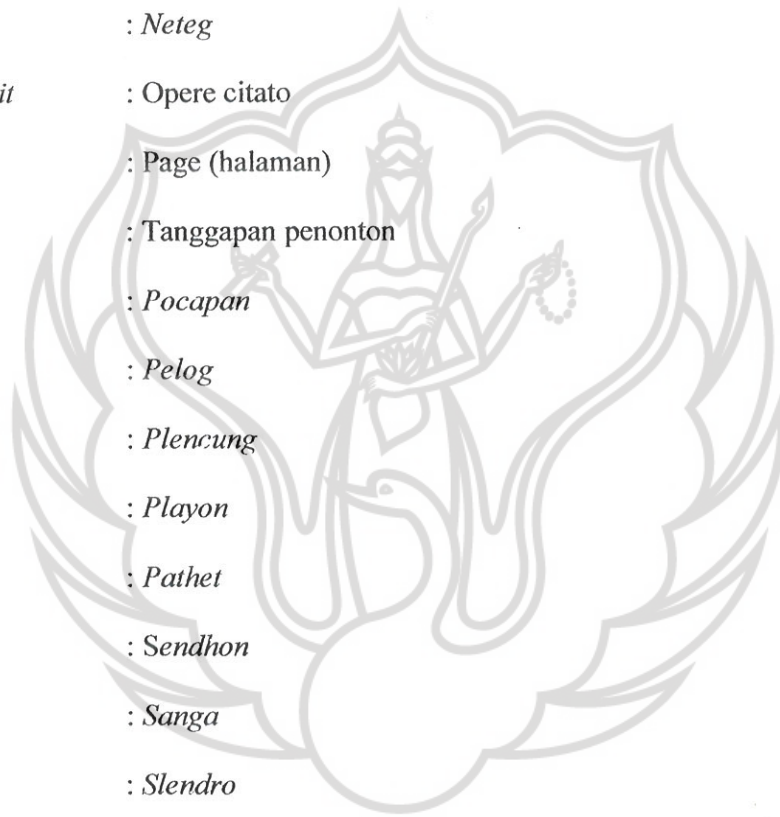 : Neteg
it : Opere citato
: Page (halaman)
: Tanggapan penonton
: Pocapan
: Pelog
: Plencung
: Playon
: Pathet
: Sendhon
: Sanga
: Slendro